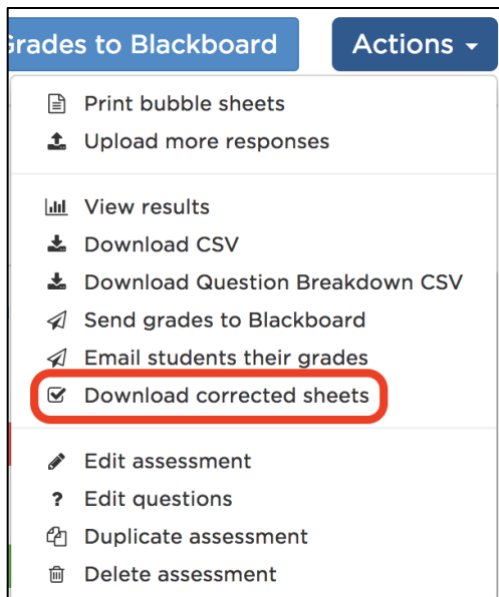 Grades to Blackboard
Actions
Print bubble sheets
Upload more responses
View results
Download CSV
Download Question Breakdown CSV
Send grades to Blackboard
Email students their grades
Download corrected sheets
Edit assessment
? Edit questions
Duplicate assessment
Delete assessment